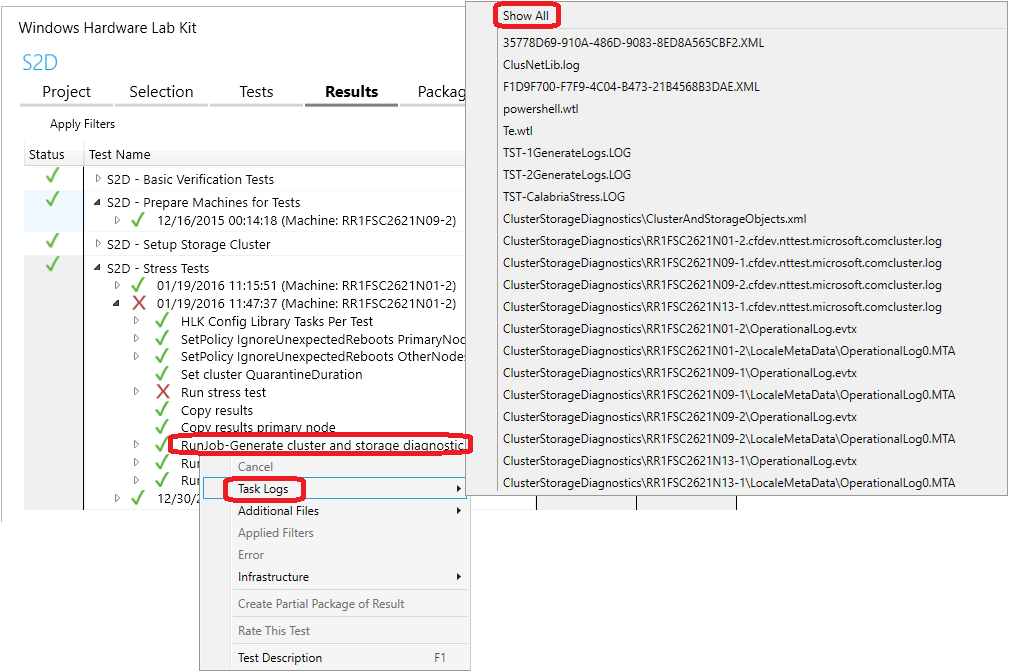 Windows Hardware Lab Kit
S2D
Project Selection Tests Results Packag
Apply Filters
Status Test Name
S2D - Basic Verification Tests
S2D - Prepare Machines for Tests
12/16/2015 00:14:18 (Machine: RR1FSC2621N09-2)
S2D - Setup Storage Cluster
S2D - Stress Tests
01/19/2016 11:15:51 (Machine: RR1FSC2621N01-2)
01/19/2016 11:47:37 (Machine: RR1FSC2621N01-2)
HLK Config Library Tasks Per Test
SetPolicy IgnoreUnexpectedReboots PrimaryNod
SetPolicy IgnoreUnexpectedReboots OtherNodes
Set cluster QuarantineDuration
Run stress test
Copy results
Copy results primary node
RunJob-Generate cluster and storage diagnostic
Run
Run
12/30/2
Cancel
Task Logs
Additional Files
Applied Filters
Error
Infrastructure
Create Partial Package of Result
Rate This Test
Test Description F1
Show All
35778D69-910A-486D-9083-8ED8A565CBF2.XML
ClusNetLib.log
F1D9F700-F7F9-4C04-B473-21B4568B3DAE.XML
powershell.wtl
Te.wtl
TST-1GenerateLogs.LOG
TST-2GenerateLogs.LOG
TST-CalabriaStress.LOG
ClusterStorageDiagnostics\ClusterAndStorageObjects.xml
ClusterStorageDiagnostics\RR1FSC2621N01-2.cfdev.nttest.microsoft.comcluster.log
ClusterStorageDiagnostics\RR1FSC2621N09-1.cfdev.nttest.microsoft.comcluster.log
ClusterStorageDiagnostics\RR1FSC2621N09-2.cfdev.nttest.microsoft.comcluster.log
ClusterStorageDiagnostics\RR1FSC2621N13-1.cfdev.nttest.microsoft.comcluster.log
ClusterStorageDiagnostics\RR1FSC2621N01-2\OperationalLog.evtx
ClusterStorageDiagnostics\RR1FSC2621N01-2\LocaleMetaData\OperationalLog0.MTA
ClusterStorageDiagnostics\RR1FSC2621N09-1\OperationalLog.evtx
ClusterStorageDiagnostics\RR1FSC2621N09-1\LocaleMetaData\OperationalLog0.MTA
ClusterStorageDiagnostics\RR1FSC2621N09-2\OperationalLog.evtx
ClusterStorageDiagnostics\RR1FSC2621N09-2\LocaleMetaData\OperationalLog0.MTA
ClusterStorageDiagnostics\RR1FSC2621N13-1\OperationalLog.evtx
ClusterStorageDiagnostics\RR1FSC2621N13-1\LocaleMetaData\OperationalLog0.MTA